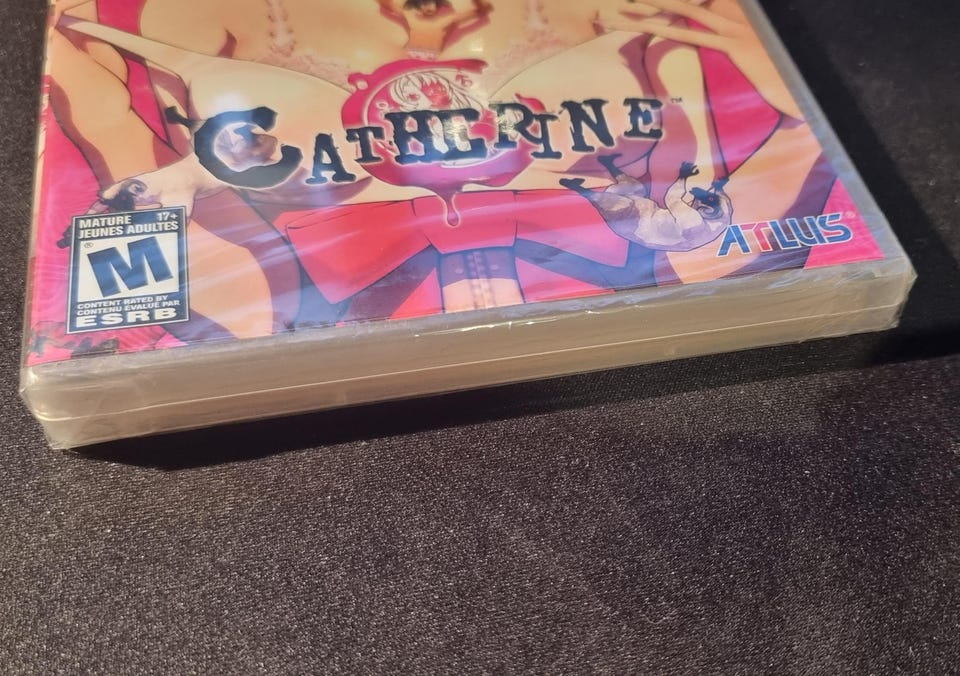 CATHERINE™
MATURE 17+
JEUNES ADULTES
M®
CONTENT RATED BY
CONTENU ÉVALUÉ PAR
ESRB
ATLUS®